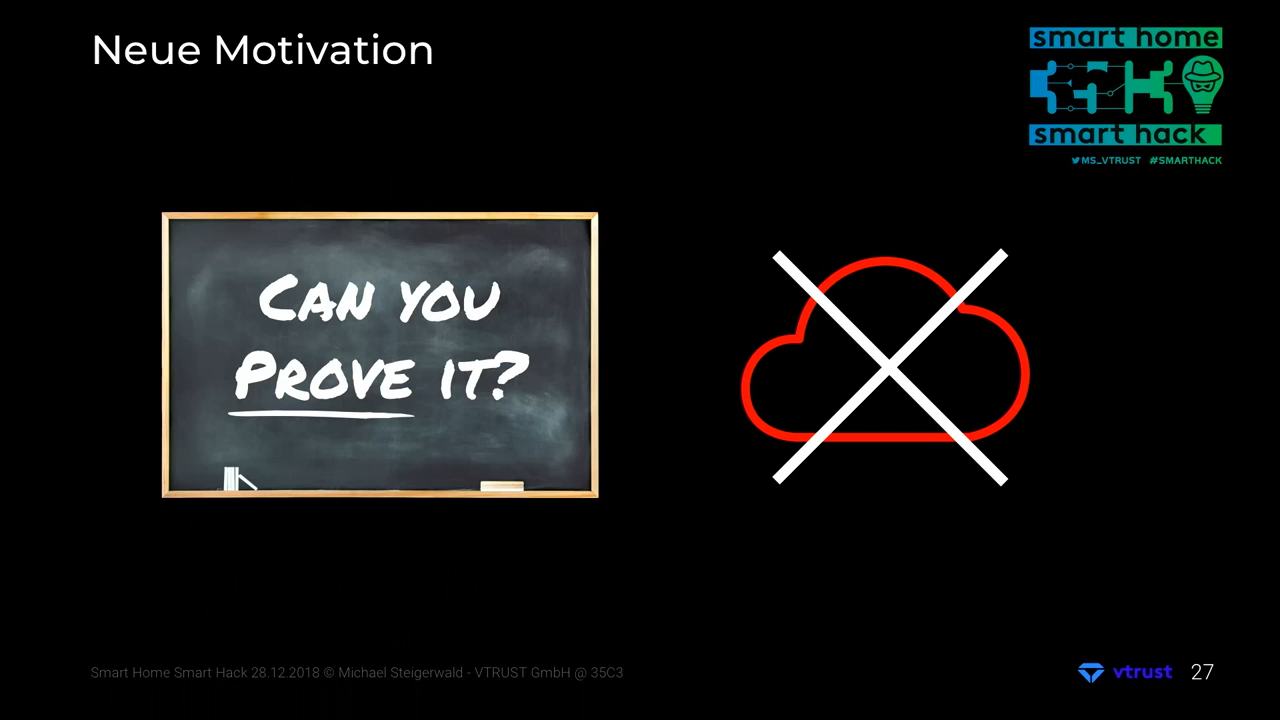 Neue Motivation
smart home
35C3
smart hack
MS_VTRUST #SMARTHACK
CAN YOU
PROVE IT?
Smart Home Smart Hack 28.12.2018 © Michael Steigerwald - VTRUST GmbH @ 35C3
vtrust 27